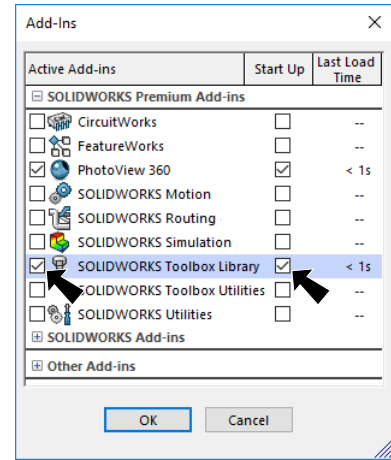 Add-Ins
Active Add-ins Start Up Last Load Time
SOLIDWORKS Premium Add-ins
CircuitWorks --
FeatureWorks --
PhotoView 360 < 1s
SOLIDWORKS Motion --
SOLIDWORKS Routing --
SOLIDWORKS Simulation --
SOLIDWORKS Toolbox Library < 1s
SOLIDWORKS Toolbox Utilities --
SOLIDWORKS Utilities --
SOLIDWORKS Add-ins
Other Add-ins
OK Cancel